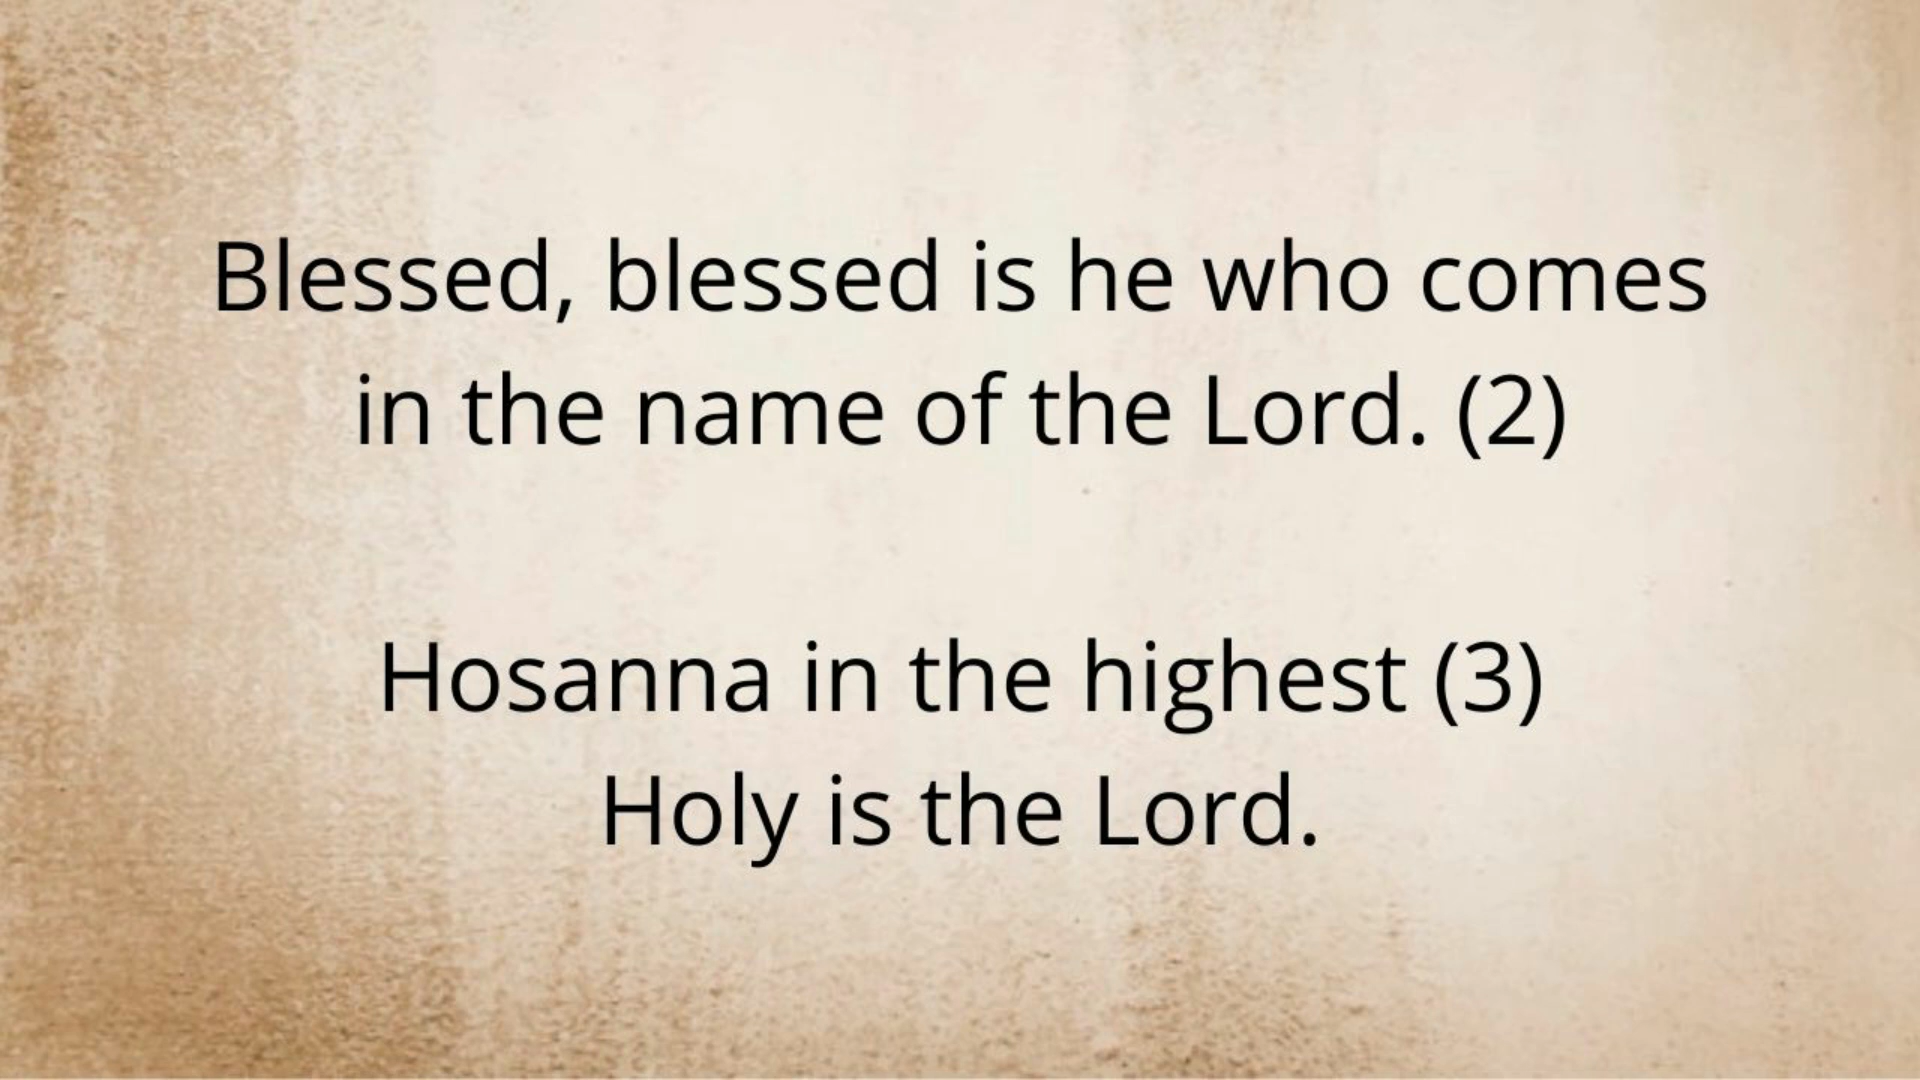 Blessed, blessed is he who comes
in the name of the Lord. (2)
Hosanna in the highest (3)
Holy is the Lord.